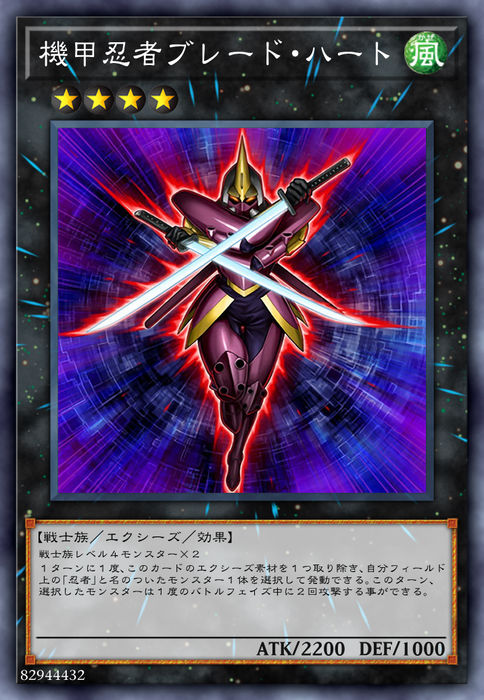 機甲忍者ブレード・ハート
風
かぜ
【戦士族／エクシーズ／効果】
戦士族レベル４モンスター×２
１ターンに１度、このカードのエクシーズ素材を１つ取り除き、自分フィールド
上の「忍者」と名のついたモンスター１体を選択して発動できる。このターン、
選択したモンスターは１度のバトルフェイズ中に２回攻撃する事ができる。
ATK/2200 DEF/1000
82944432